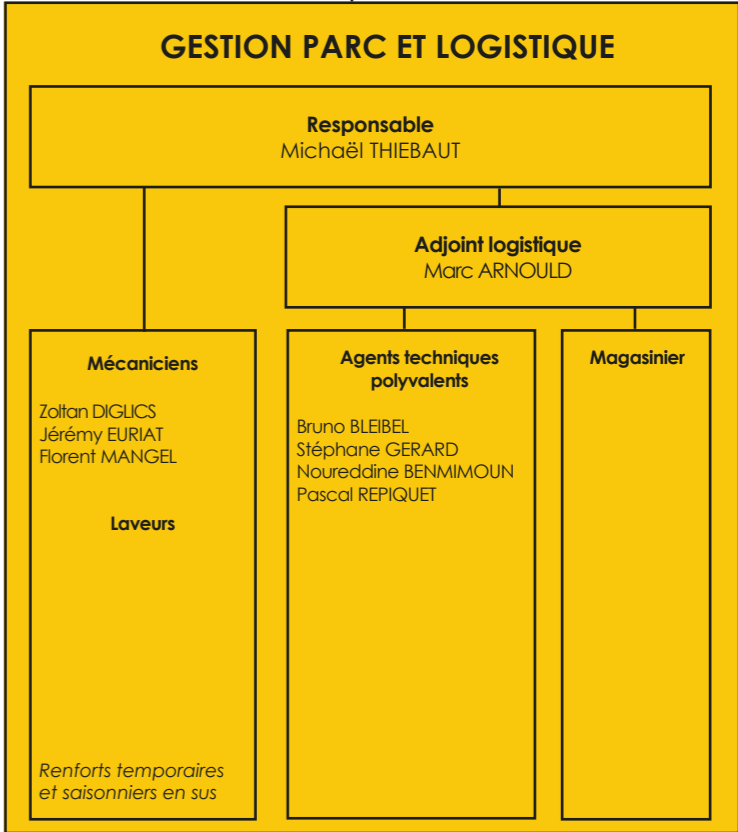 GESTION PARC ET LOGISTIQUE
Responsable
Michaël THIEBAUT
Adjoint logistique
Marc ARNOULD
Mécaniciens
Zoltan DIGLICS
Jérémy EURIAT
Florent MANGEL
Laveurs
Renforts temporaires
et saisonniers en sus
Agents techniques
polyvalents
Bruno BLEIBEL
Stéphane GERARD
Noureddine BENMIMOUN
Pascal REPIQUET
Magasinier